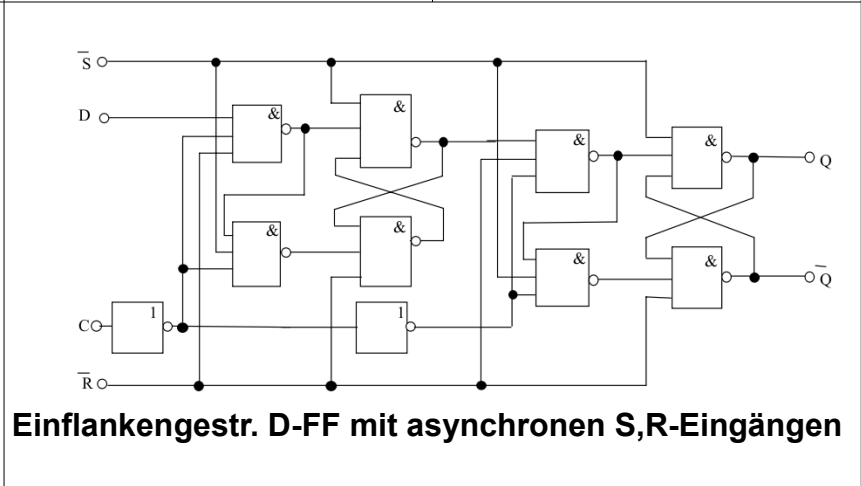 S̅
D
&
&
&
&
Q
&
&
&
&
Q̅
C
1
1
R̅
Einflankengestr. D-FF mit asynchronen S,R-Eingängen